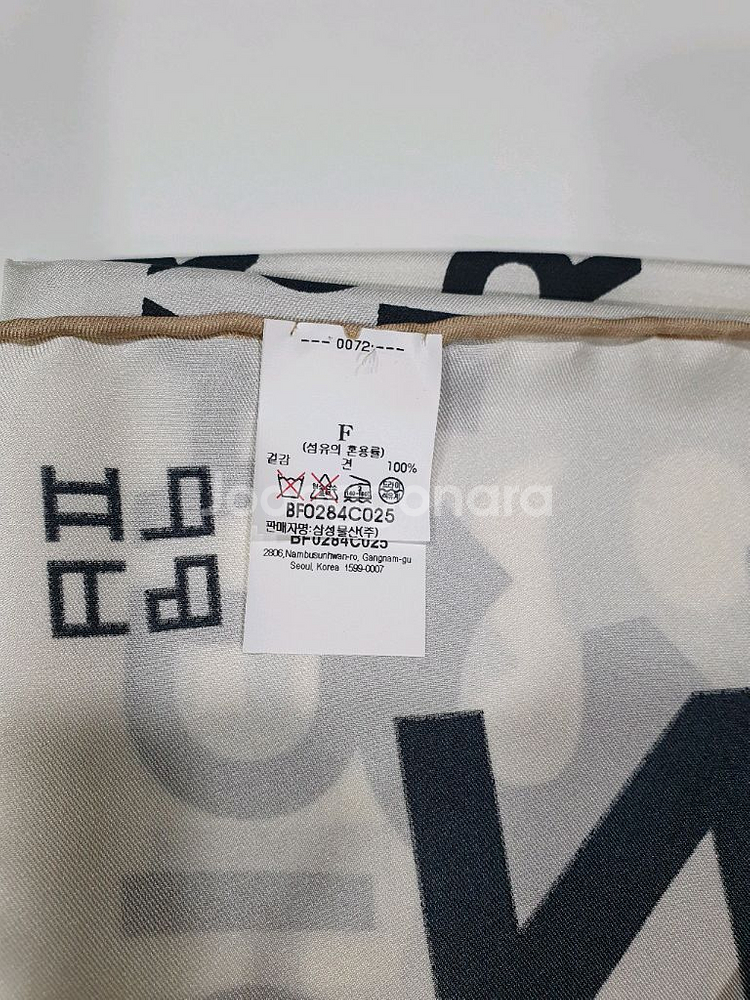 --- 0072 ---
F
(섬유의 혼용률)
겉감 견 100%
Joonggonara
BF0284C025
판매자명:삼성물산(주)
BF0284C025
2806,Nambusunhwan-ro, Gangnam-gu
Seoul, Korea 1599-0007